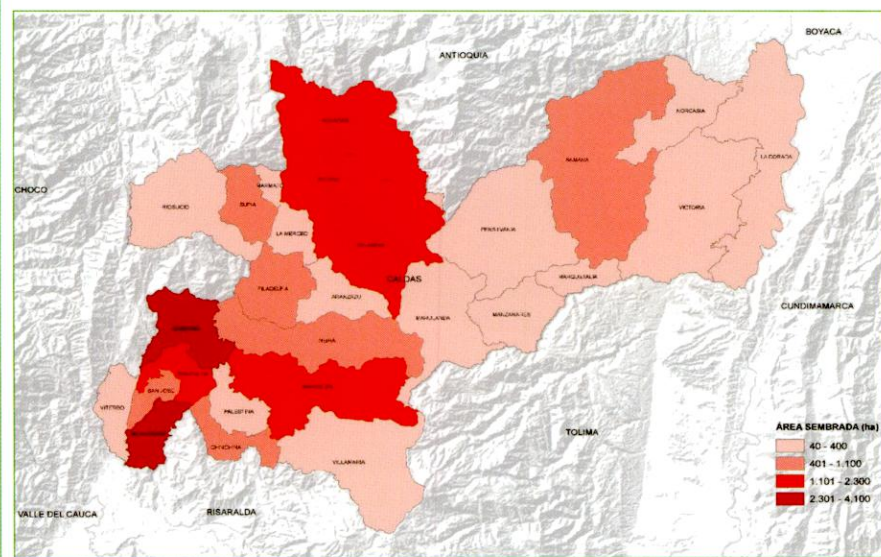 BOYACA
ANTIOQUIA
NORCASIA
LA DORADA
SAMANA
MARMATO
CHOCO
RIOSUCIO
SUPIA
VICTORIA
LA MERCED
PENSILVANIA
CALDAS
MARQUETALIA
FILADELFIA
ARANZAZU
CUNDIMAMARCA
MARULANDA
MANZANARES
NEIRA
SAN JOSE
VITERBO
PALESTINA
ÁREA SEMBRADA (ha)
TOLIMA
40 - 400
CHINCHINA
401 - 1.100
VILLAMARIA
1.101 - 2.300
2.301 - 4.100
VALLE DEL CAUCA
RISARALDA